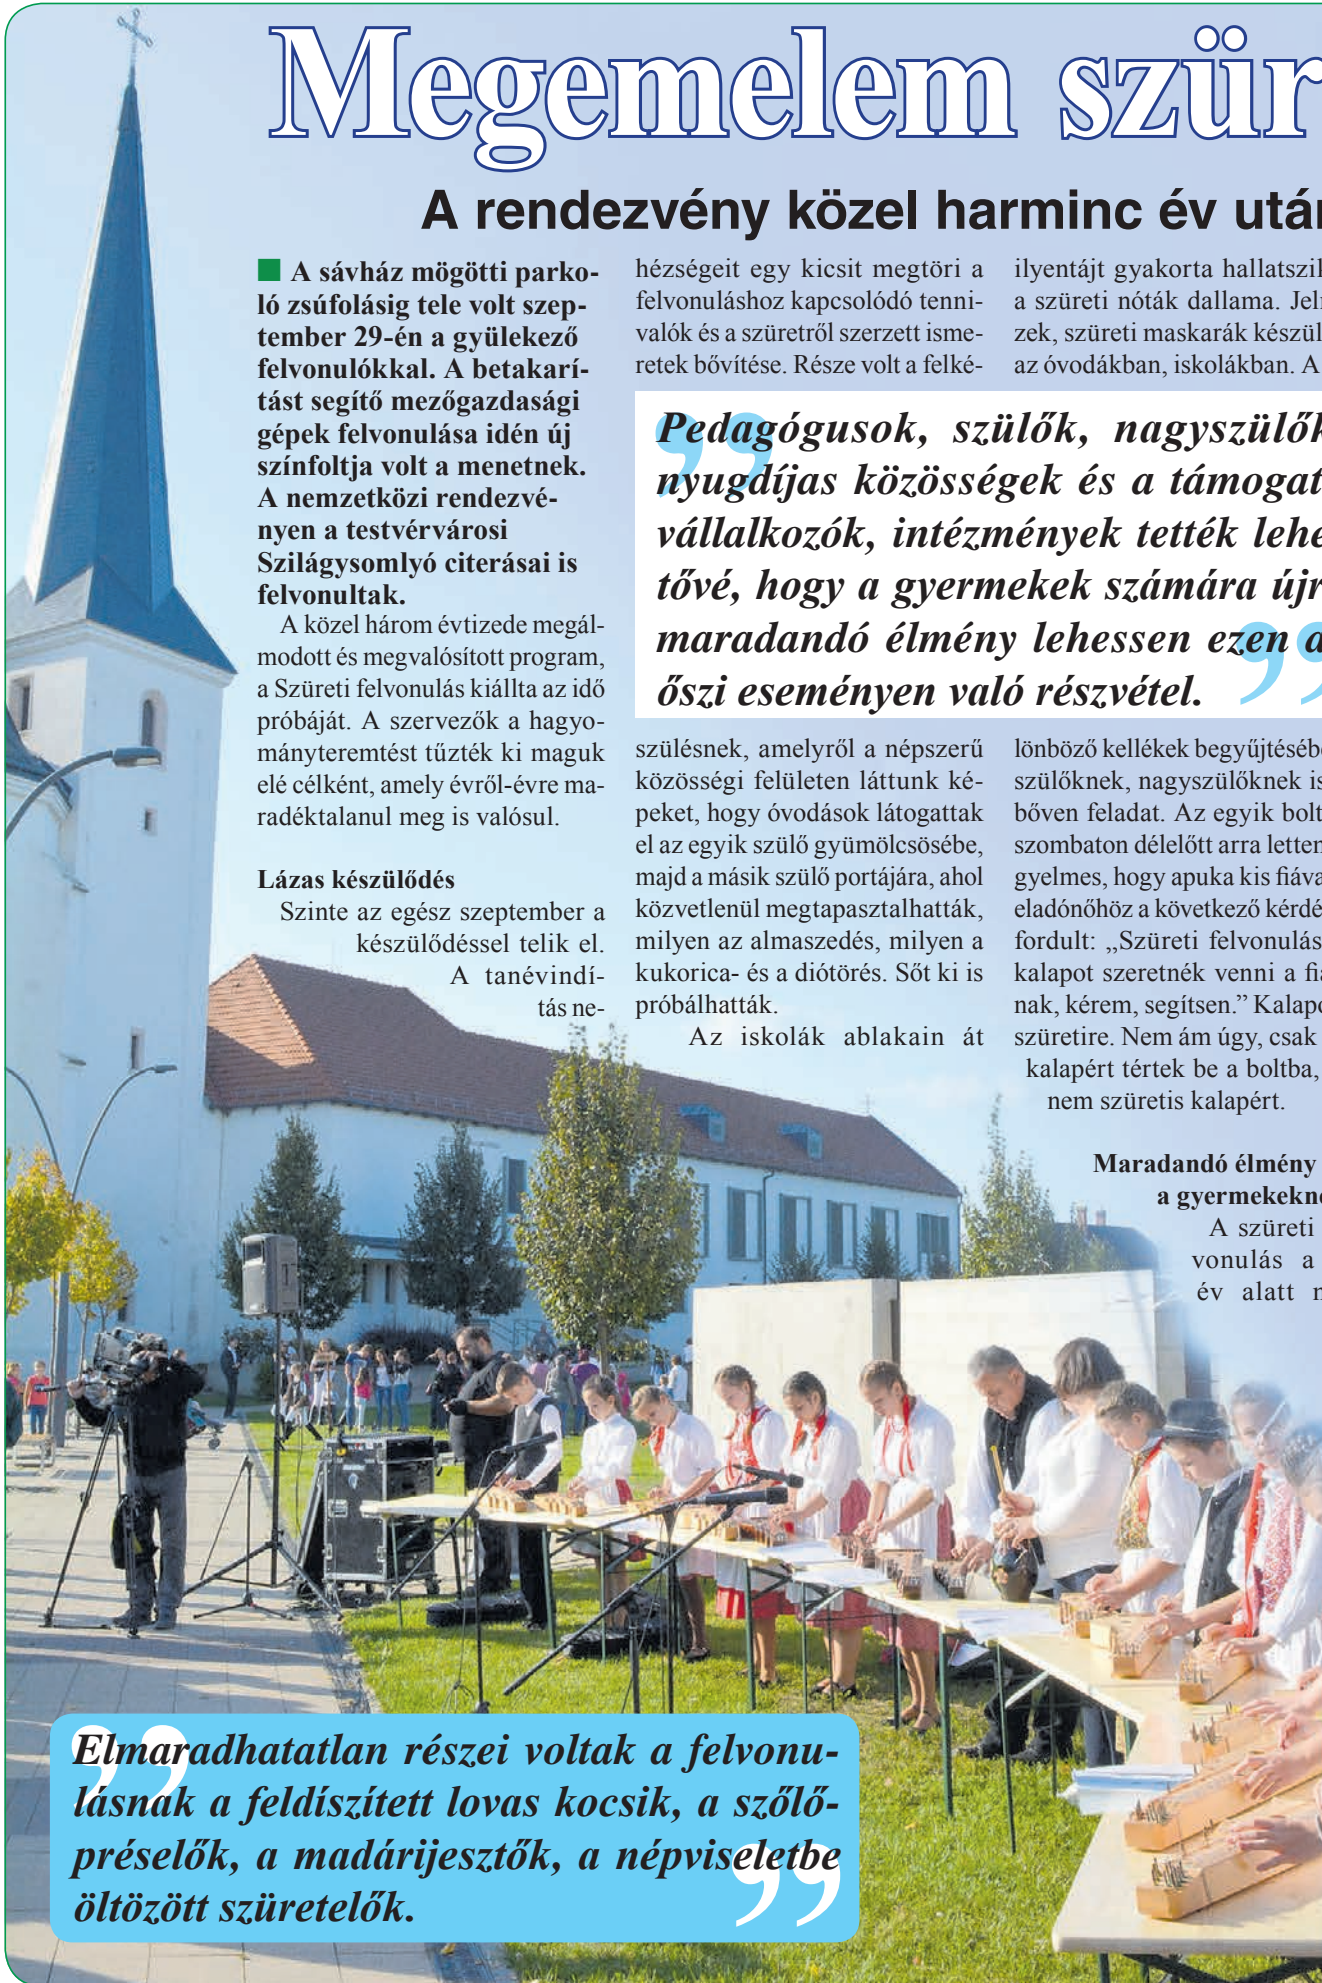 Megemelem szür
A rendezvény közel harminc év utá
A sávház mögötti parko-
ló zsúfolásig tele volt szep-
tember 29-én a gyülekező
felvonulókkal. A betakarí-
tást segítő mezőgazdasági
gépek felvonulása idén új
színfoltja volt a menetnek.
A nemzetközi rendezvé-
nyen a testvérvárosi
Szilágysomlyó citerásai is
felvonultak.
A közel három évtizede megál-
modott és megvalósított program,
a Szüreti felvonulás kiállta az idő
próbáját. A szervezők a hagyo-
mányteremtést tűzték ki maguk
elé célként, amely évről-évre ma-
radéktalanul meg is valósul.
Lázas készülődés
Szinte az egész szeptember a
készülődéssel telik el.
A tanévindí-
tás ne-
hézségeit egy kicsit megtöri a
felvonuláshoz kapcsolódó tenni-
valók és a szüretről szerzett isme-
retek bővítése. Része volt a felké-
szülésnek, amelyről a népszerű
közösségi felületen láttunk ké-
peket, hogy óvodások látogattak
el az egyik szülő gyümölcsösébe,
majd a másik szülő portájára, ahol
közvetlenül megtapasztalhatták,
milyen az almaszedés, milyen a
kukorica- és a diótörés. Sőt ki is
próbálhatták.
Az iskolák ablakain át
ilyentájt gyakorta hallatszik
a szüreti nóták dallama. Jel
zek, szüreti maskarák készül
az óvodákban, iskolákban. A
lönböző kellékek begyűjtéséb
szülőknek, nagyszülőknek is
bőven feladat. Az egyik bolt
szombaton délelőtt arra letten
gyelmes, hogy apuka kis fiáva
eladónőhöz a következő kérdé
fordult: „Szüreti felvonulás
kalapot szeretnék venni a fi
nak, kérem, segítsen.” Kalap
szüretire. Nem ám úgy, csak
kalapért tértek be a boltba,
nem szüretis kalapért.
Maradandó élmény
a gyermekekn
A szüreti
vonulás a
év alatt
Pedagógusok, szülők, nagyszülők
nyugdíjas közösségek és a támogat
vállalkozók, intézmények tették lehe
tővé, hogy a gyermekek számára újr
maradandó élmény lehessen ezen a
őszi eseményen való részvétel.
Elmaradhatatlan részei voltak a felvonu-
lásnak a feldíszített lovas kocsik, a szőlő-
préselők, a madárijesztők, a népviseletbe
öltözött szüretelők.